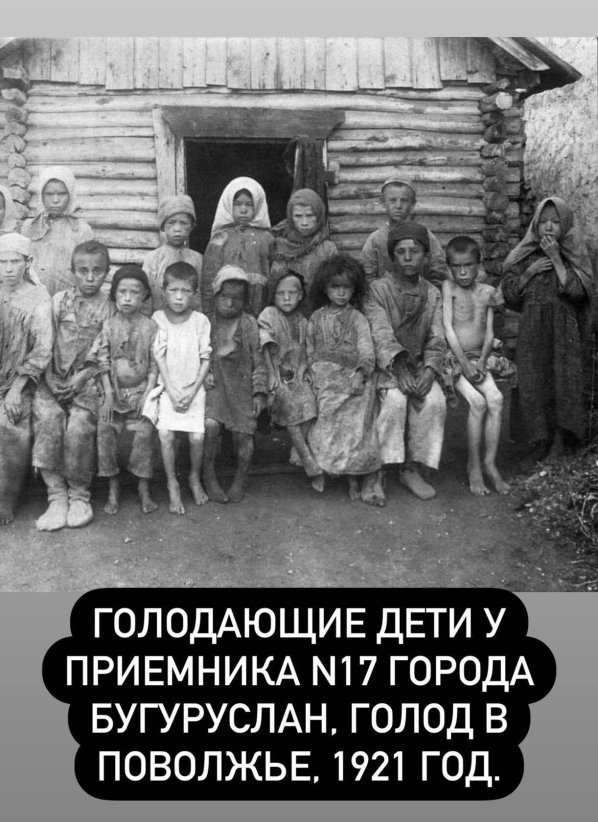 ГОЛОДАЮЩИЕ ДЕТИ У
ПРИЕМНИКА N17 ГОРОДА
БУГУРУСЛАН, ГОЛОД В
ПОВОЛЖЬЕ, 1921 ГОД.